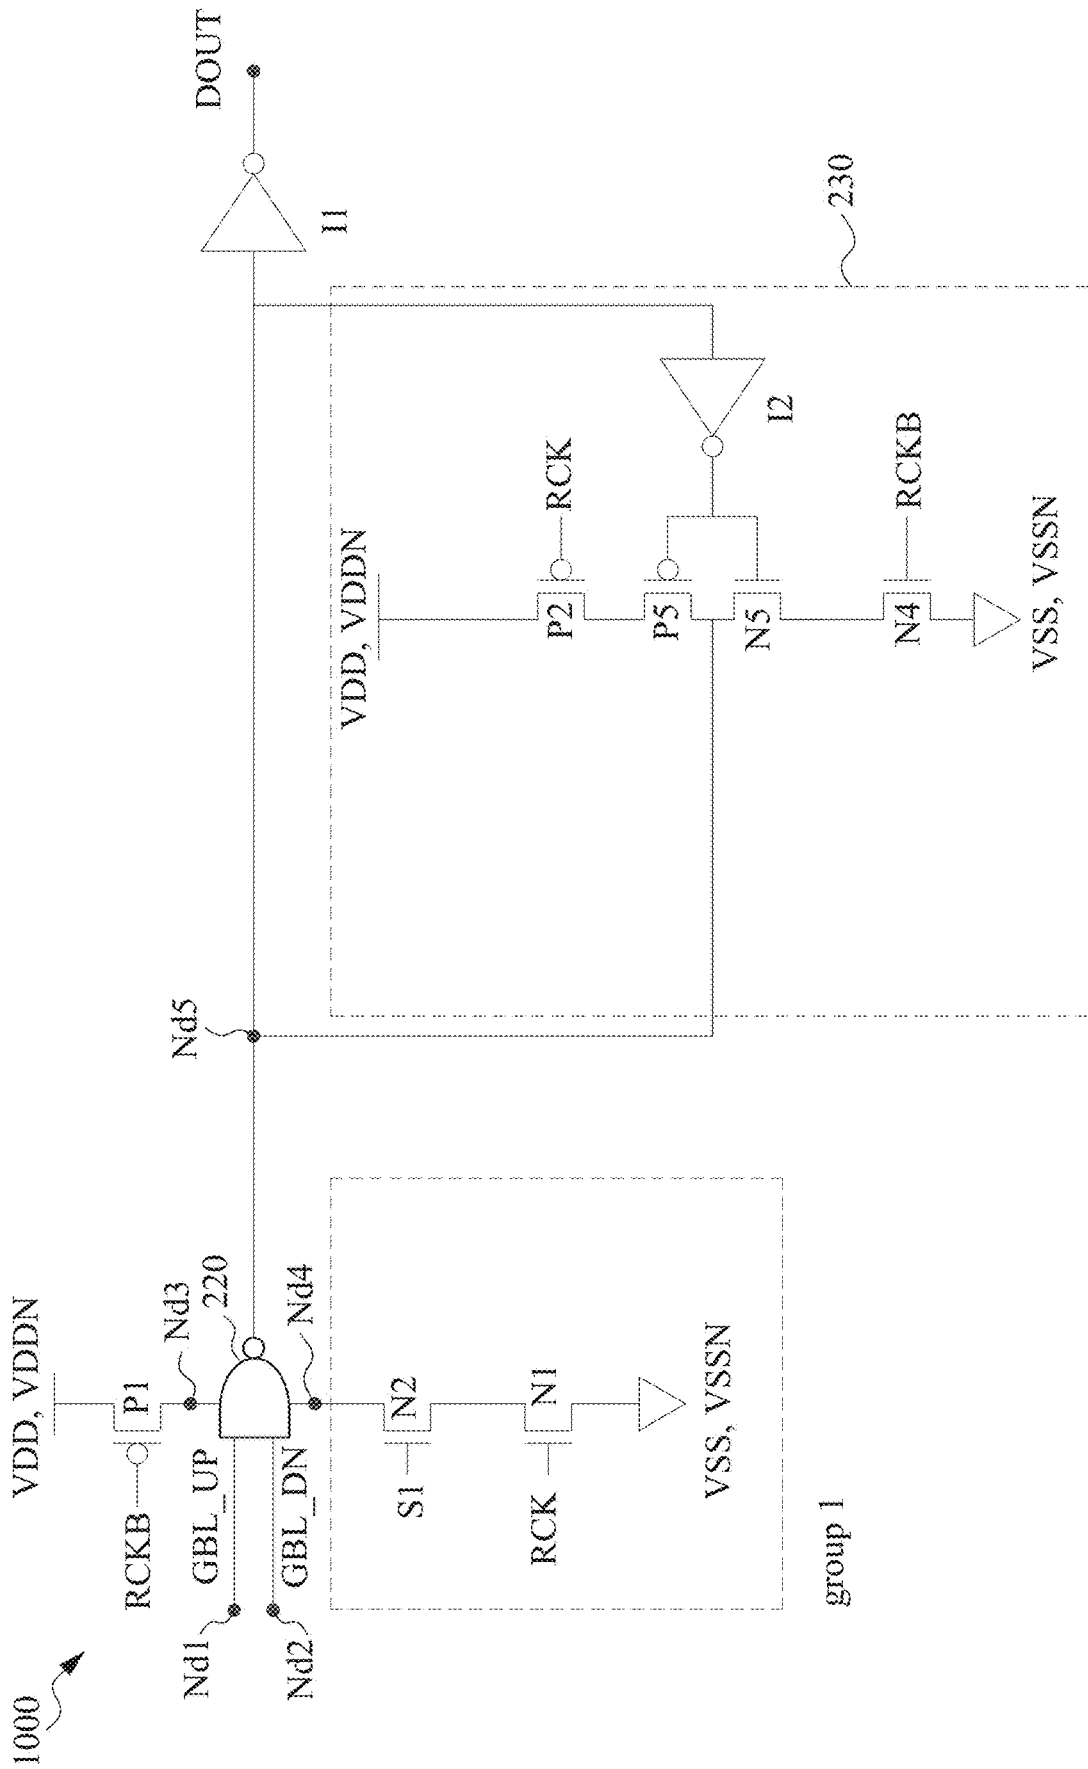 1000
VDD, VDDN
RCKB
P1
Nd3
GBL_UP
220
Nd1
GBL_DN
Nd4
Nd2
Nd5
DOUT
I1
S1
N2
RCK
N1
VSS, VSSN
group 1
230
VDD, VDDN
P2
RCK
P5
I2
N5
N4
RCKB
VSS, VSSN